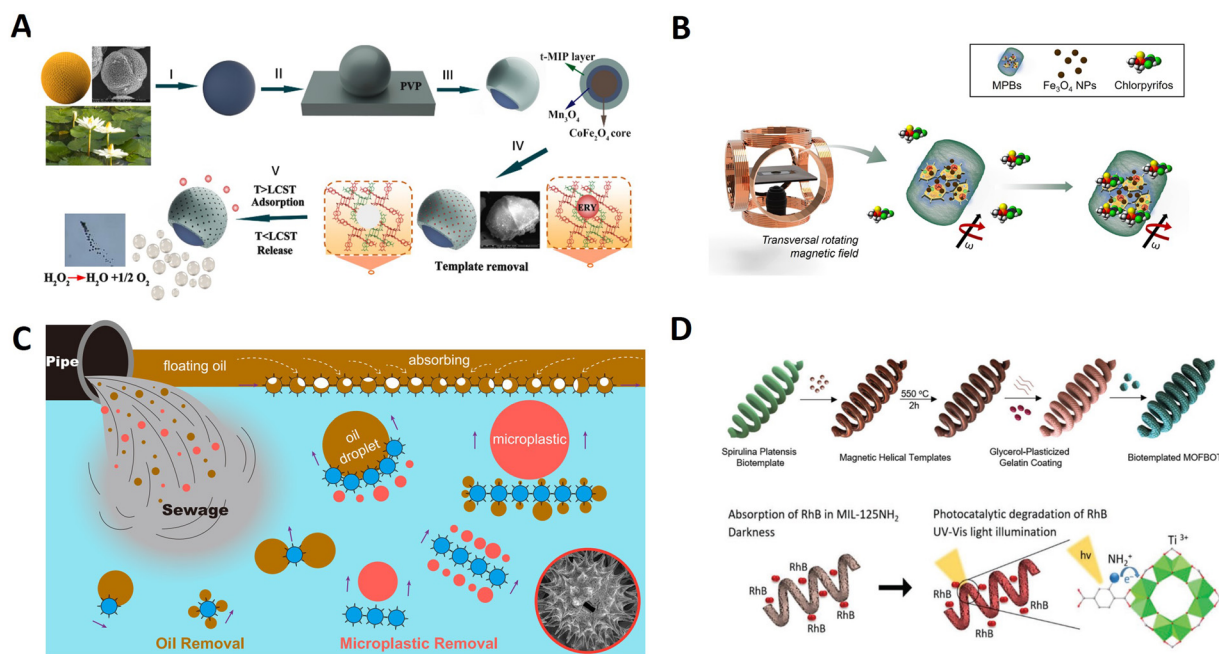 A
I
II
PVP
III
t-MIP layer
Mn3O4
CoFe2O4 core
IV
ERY
Template removal
V
T>LCST
Adsorption
T<LCST
Release
H2O2→H2O +1/2 O2
B
MPBs
Fe3O4 NPs
Chlorpyrifos
Transversal rotating
magnetic field
ω
ω
C
Pipe
floating oil
absorbing
oil
droplet
microplastic
Sewage
Oil Removal
Microplastic Removal
D
550 ºC
2h
Spirulina Platensis
Biotemplate
Magnetic Helical Templates
Glycerol-Plasticized
Gelatin Coating
Biotemplated MOFBOT
Absorption of RhB in MIL-125NH2
Darkness
RhB
RhB
RhB
RhB
RhB
Photocatalytic degradation of RhB
UV-Vis light illumination
RhB
RhB
RhB
RhB
RhB
hv
NH2+
e-
Ti 3+